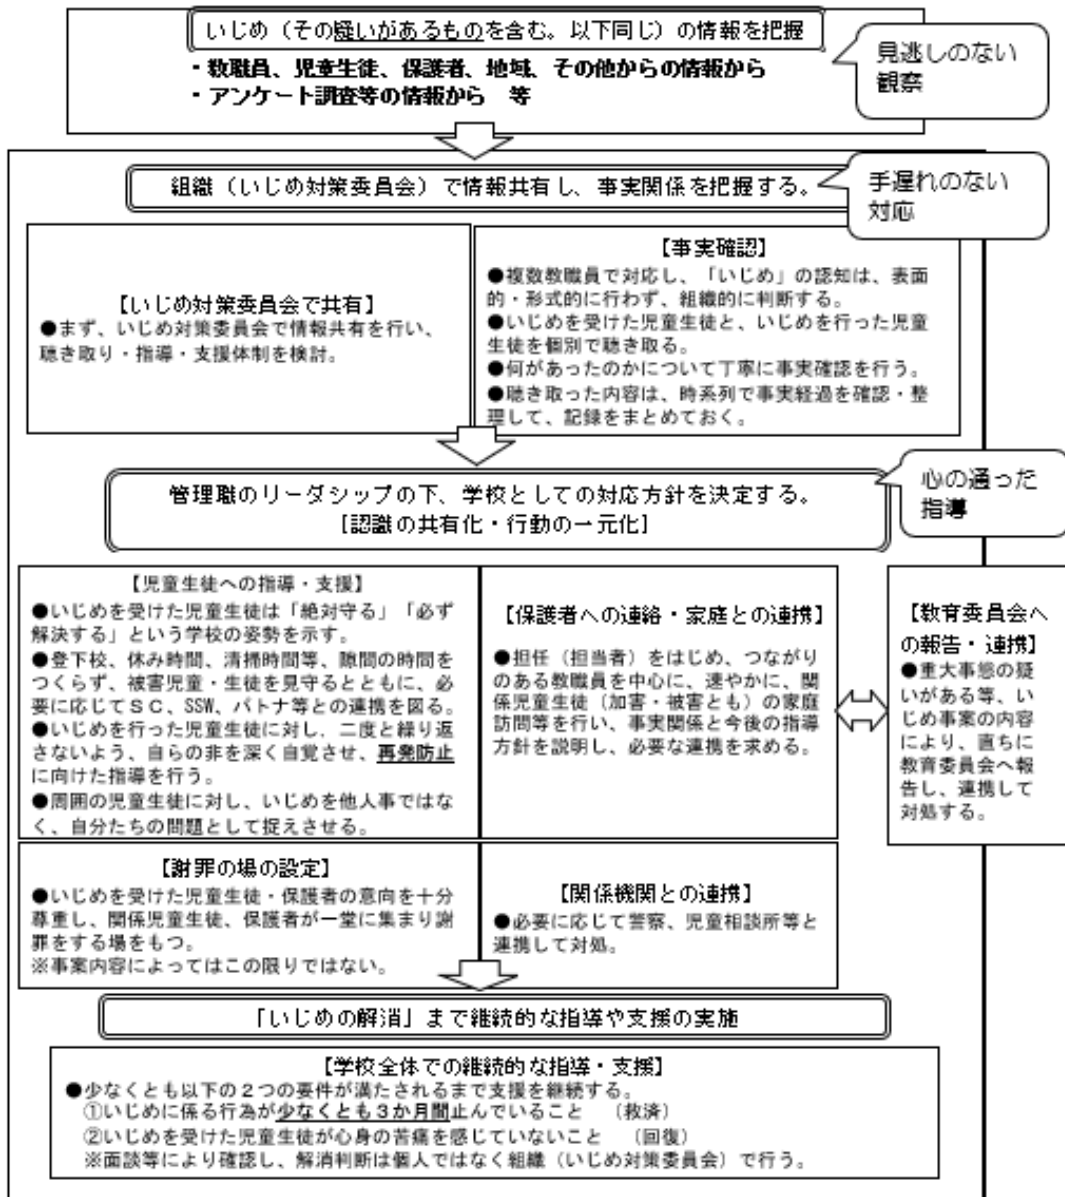 いじめ（その疑いがあるものを含む。以下同じ）の情報を把握
・教職員、児童生徒、保護者、地域、その他からの情報から
・アンケート調査等の情報から　等
見逃しのない
観察
組織（いじめ対策委員会）で情報共有し、事実関係を把握する。
手遅れのない
対応
【いじめ対策委員会で共有】
●まず、いじめ対策委員会で情報共有を行い、
聴き取り・指導・支援体制を検討。
【事実確認】
●複数教職員で対応し、「いじめ」の認知は、表面
的・形式的に行わず、組織的に判断する。
●いじめを受けた児童生徒と、いじめを行った児童
生徒を個別で聴き取る。
●何があったのかについて丁寧に事実確認を行う。
●聴き取った内容は、時系列で事実経過を確認・整
理して、記録をまとめておく。
管理職のリーダシップの下、学校としての対応方針を決定する。
［認識の共有化・行動の一元化］
心の通った
指導
【児童生徒への指導・支援】
●いじめを受けた児童生徒は「絶対守る」「必ず
解決する」という学校の姿勢を示す。
●登下校、休み時間、清掃時間等、隙間の時間を
つくらず、被害児童・生徒を見守るとともに、必
要に応じてＳＣ、SSW、パトナ等との連携を図る。
●いじめを行った児童生徒に対し、二度と繰り返
さないよう、自らの非を深く自覚させ、再発防止
に向けた指導を行う。
●周囲の児童生徒に対し、いじめを他人事ではな
く、自分たちの問題として捉えさせる。
【保護者への連絡・家庭との連携】
●担任（担当者）をはじめ、つながり
のある教職員を中心に、速やかに、関
係児童生徒（加害・被害とも）の家庭
訪問等を行い、事実関係と今後の指導
方針を説明し、必要な連携を求める。
【教育委員会へ
の報告・連携】
●重大事態の疑
いがある等、い
じめ事案の内容
により、直ちに
教育委員会へ報
告し、連携して
対処する。
【謝罪の場の設定】
●いじめを受けた児童生徒・保護者の意向を十分
尊重し、関係児童生徒、保護者が一堂に集まり謝
罪をする場をもつ。
※事案内容によってはこの限りではない。
【関係機関との連携】
●必要に応じて警察、児童相談所等と
連携して対処。
「いじめの解消」まで継続的な指導や支援の実施
【学校全体での継続的な指導・支援】
●少なくとも以下の２つの要件が満たされるまで支援を継続する。
①いじめに係る行為が少なくとも３か月間止んでいること　（救済）
②いじめを受けた児童生徒が心身の苦痛を感じていないこと　（回復）
※面談等により確認し、解消判断は個人ではなく組織（いじめ対策委員会）で行う。